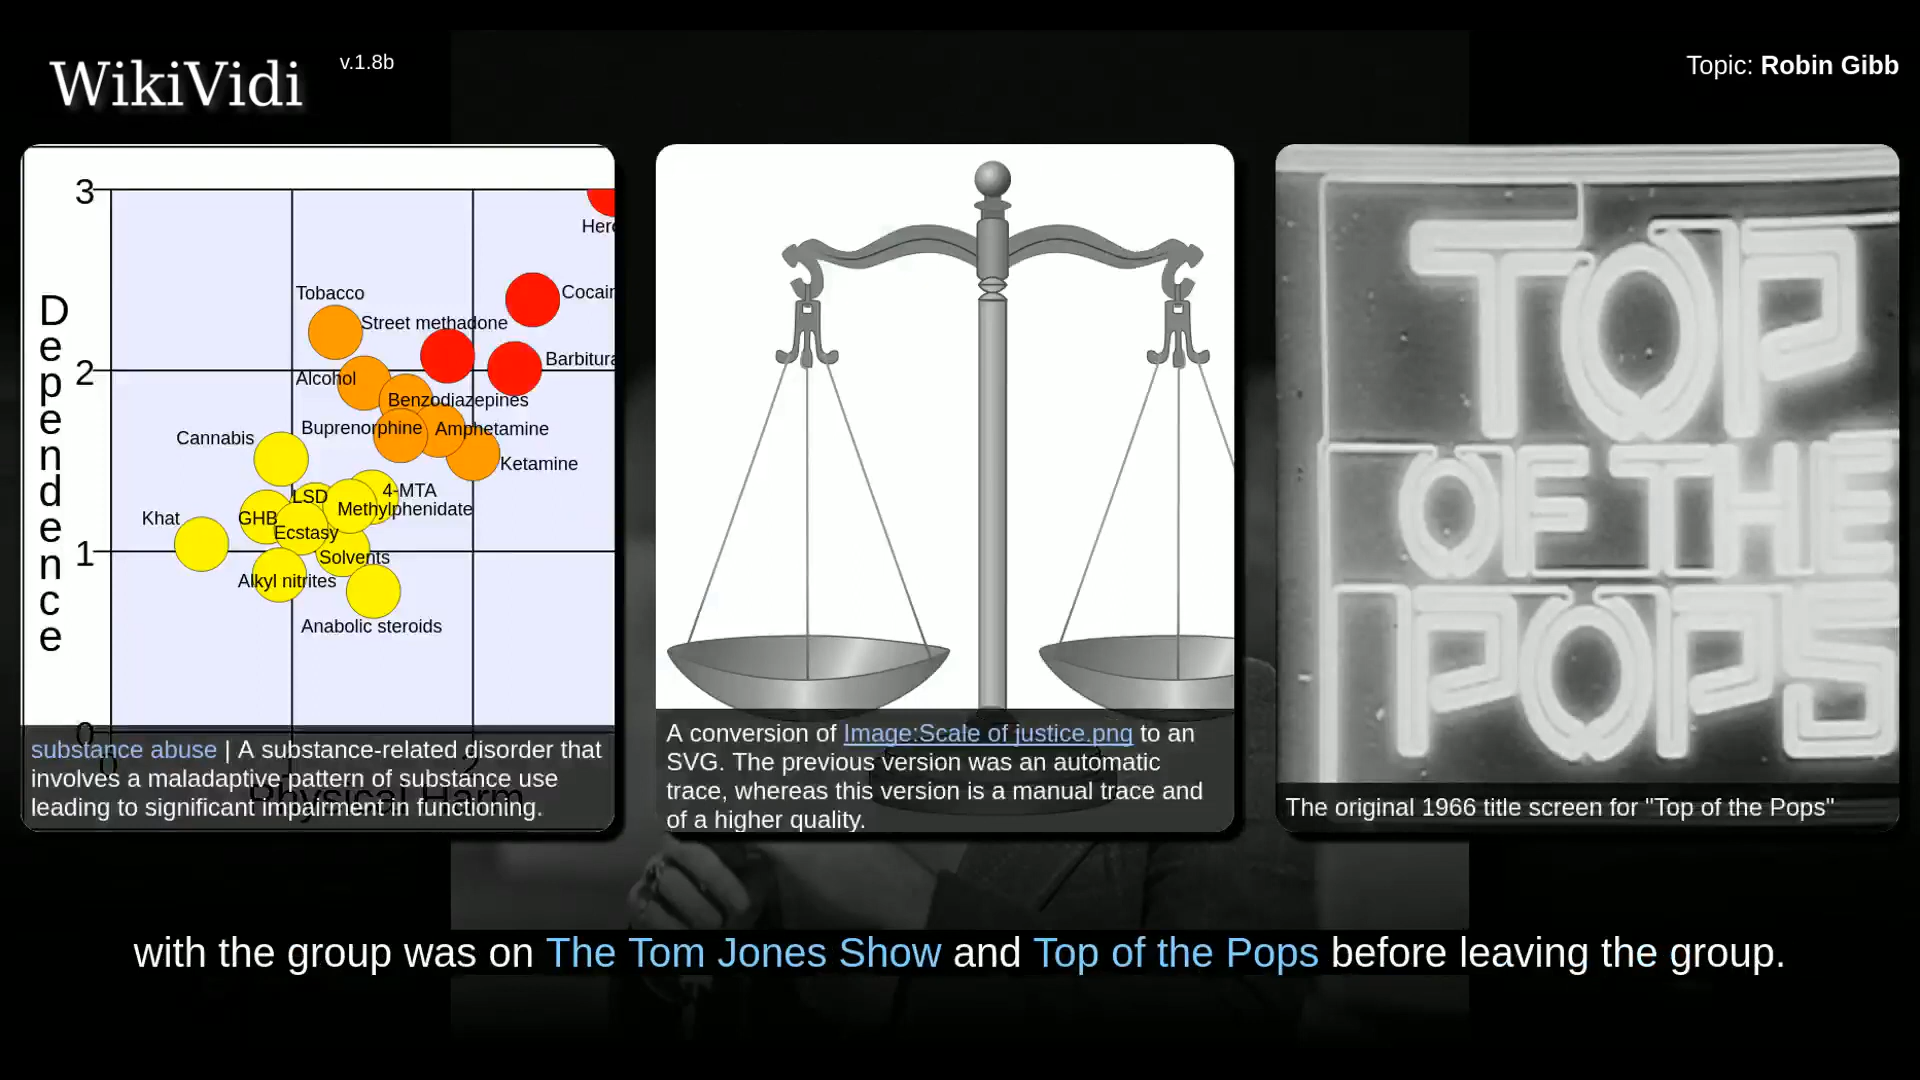 WikiVidi
v.1.8b
Topic: Robin Gibb
3
2
1
0
Dependence
Tobacco
Street methadone
Alcohol
Benzodiazepines
Buprenorphine
Amphetamine
Ketamine
Cannabis
LSD
4-MTA
Methylphenidate
Khat
GHB
Ecstasy
Solvents
Alkyl nitrites
Anabolic steroids
Hero
Cocain
Barbitura
0
2
Physical Harm
substance abuse | A substance-related disorder that
involves a maladaptive pattern of substance use
leading to significant impairment in functioning.
A conversion of Image:Scale of justice.png to an
SVG. The previous version was an automatic
trace, whereas this version is a manual trace and
of a higher quality.
TOP
OF THE
POPS
The original 1966 title screen for "Top of the Pops"
with the group was on The Tom Jones Show and Top of the Pops before leaving the group.